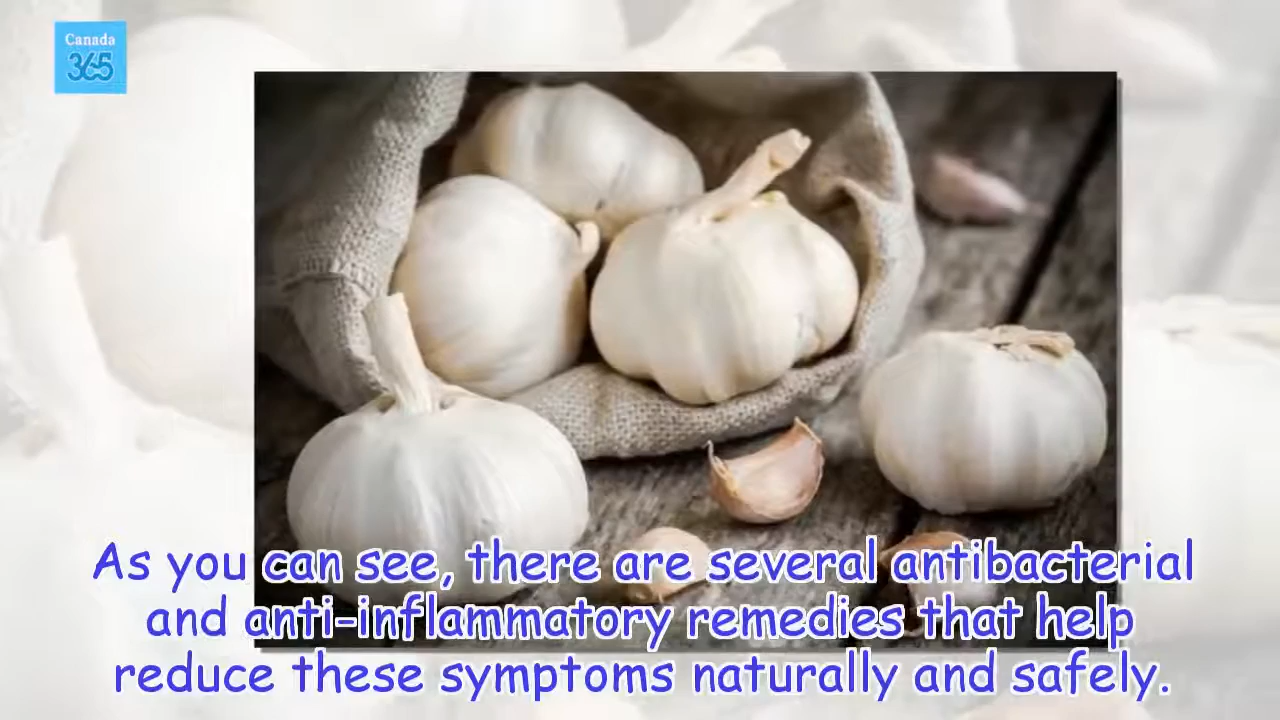 Canada
365
As you can see, there are several antibacterial
and anti-inflammatory remedies that help
reduce these symptoms naturally and safely.